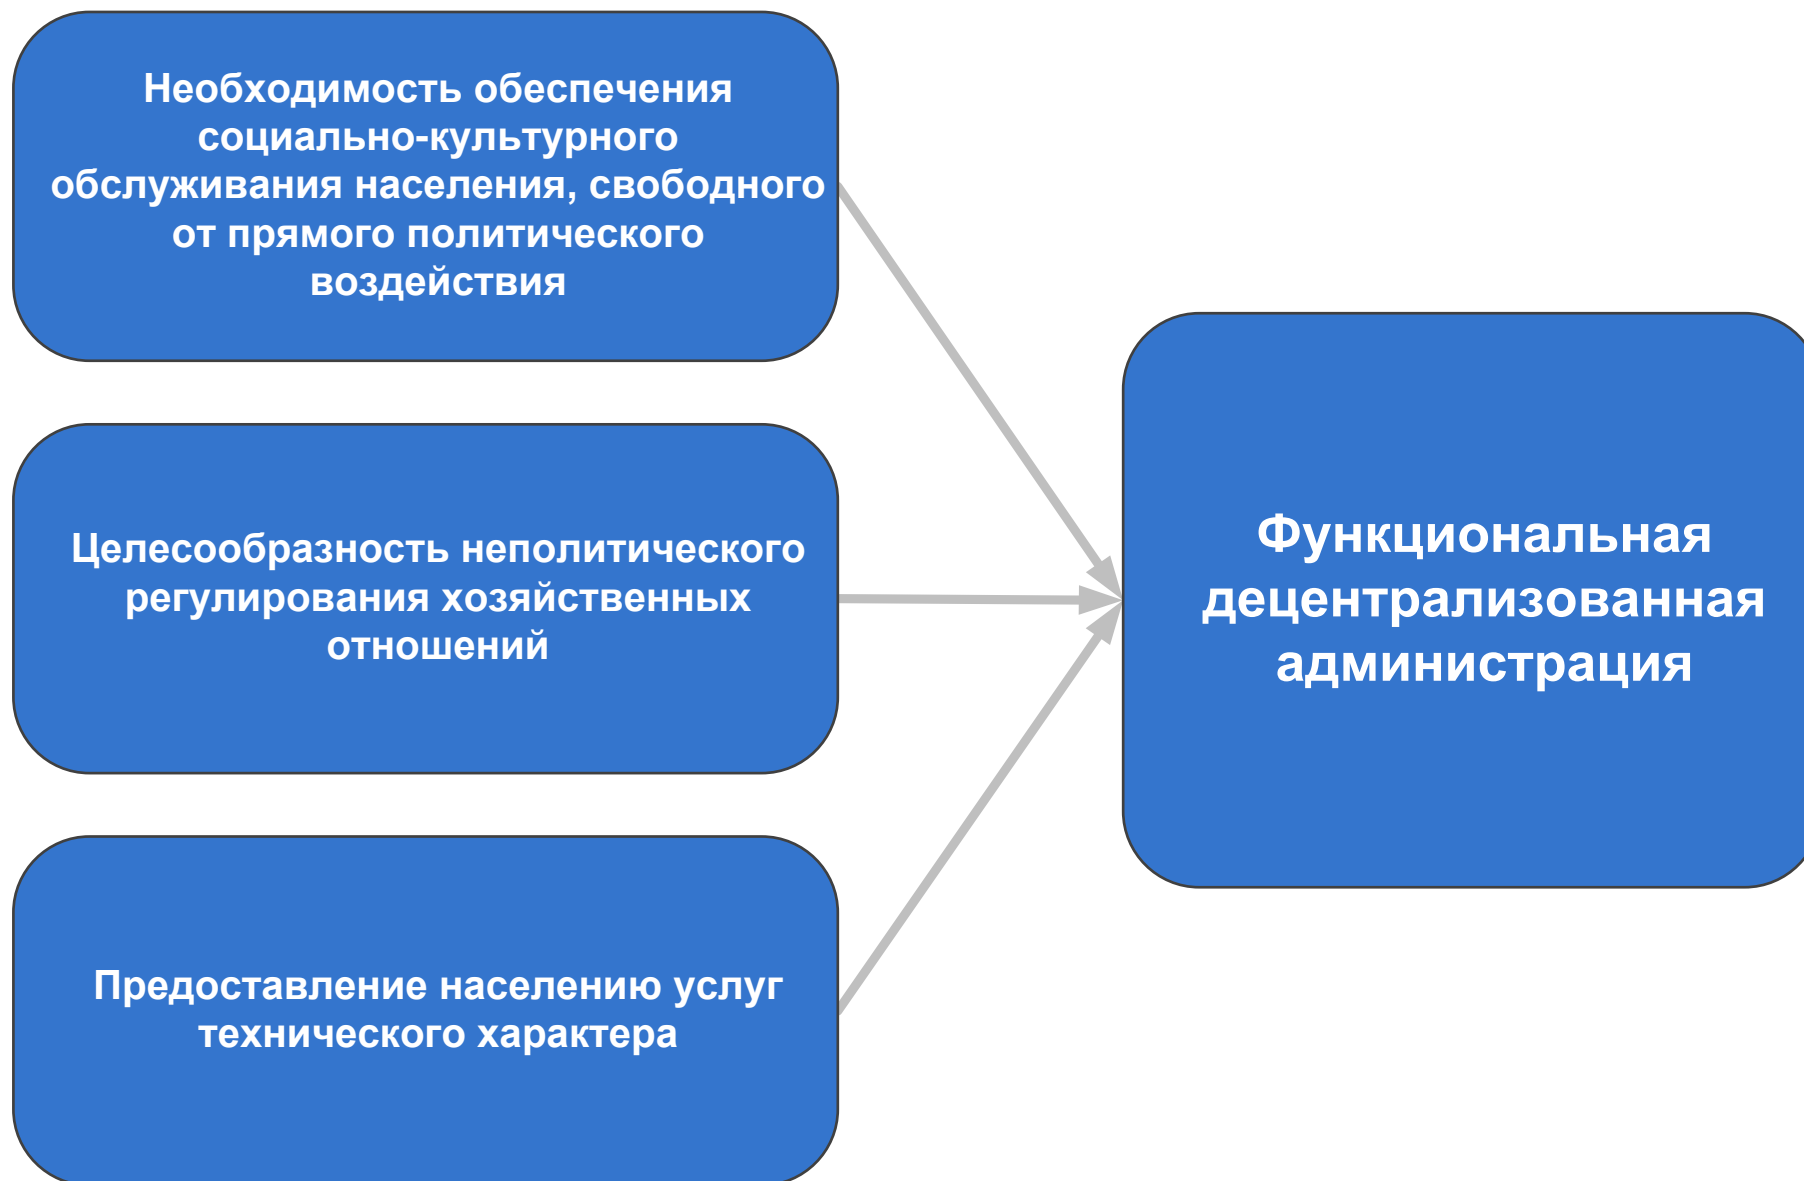 Необходимость обеспечения
социально-культурного
обслуживания населения, свободного
от прямого политического
воздействия
Целесообразность неполитического
регулирования хозяйственных
отношений
Предоставление населению услуг
технического характера
Функциональная
децентрализованная
администрация